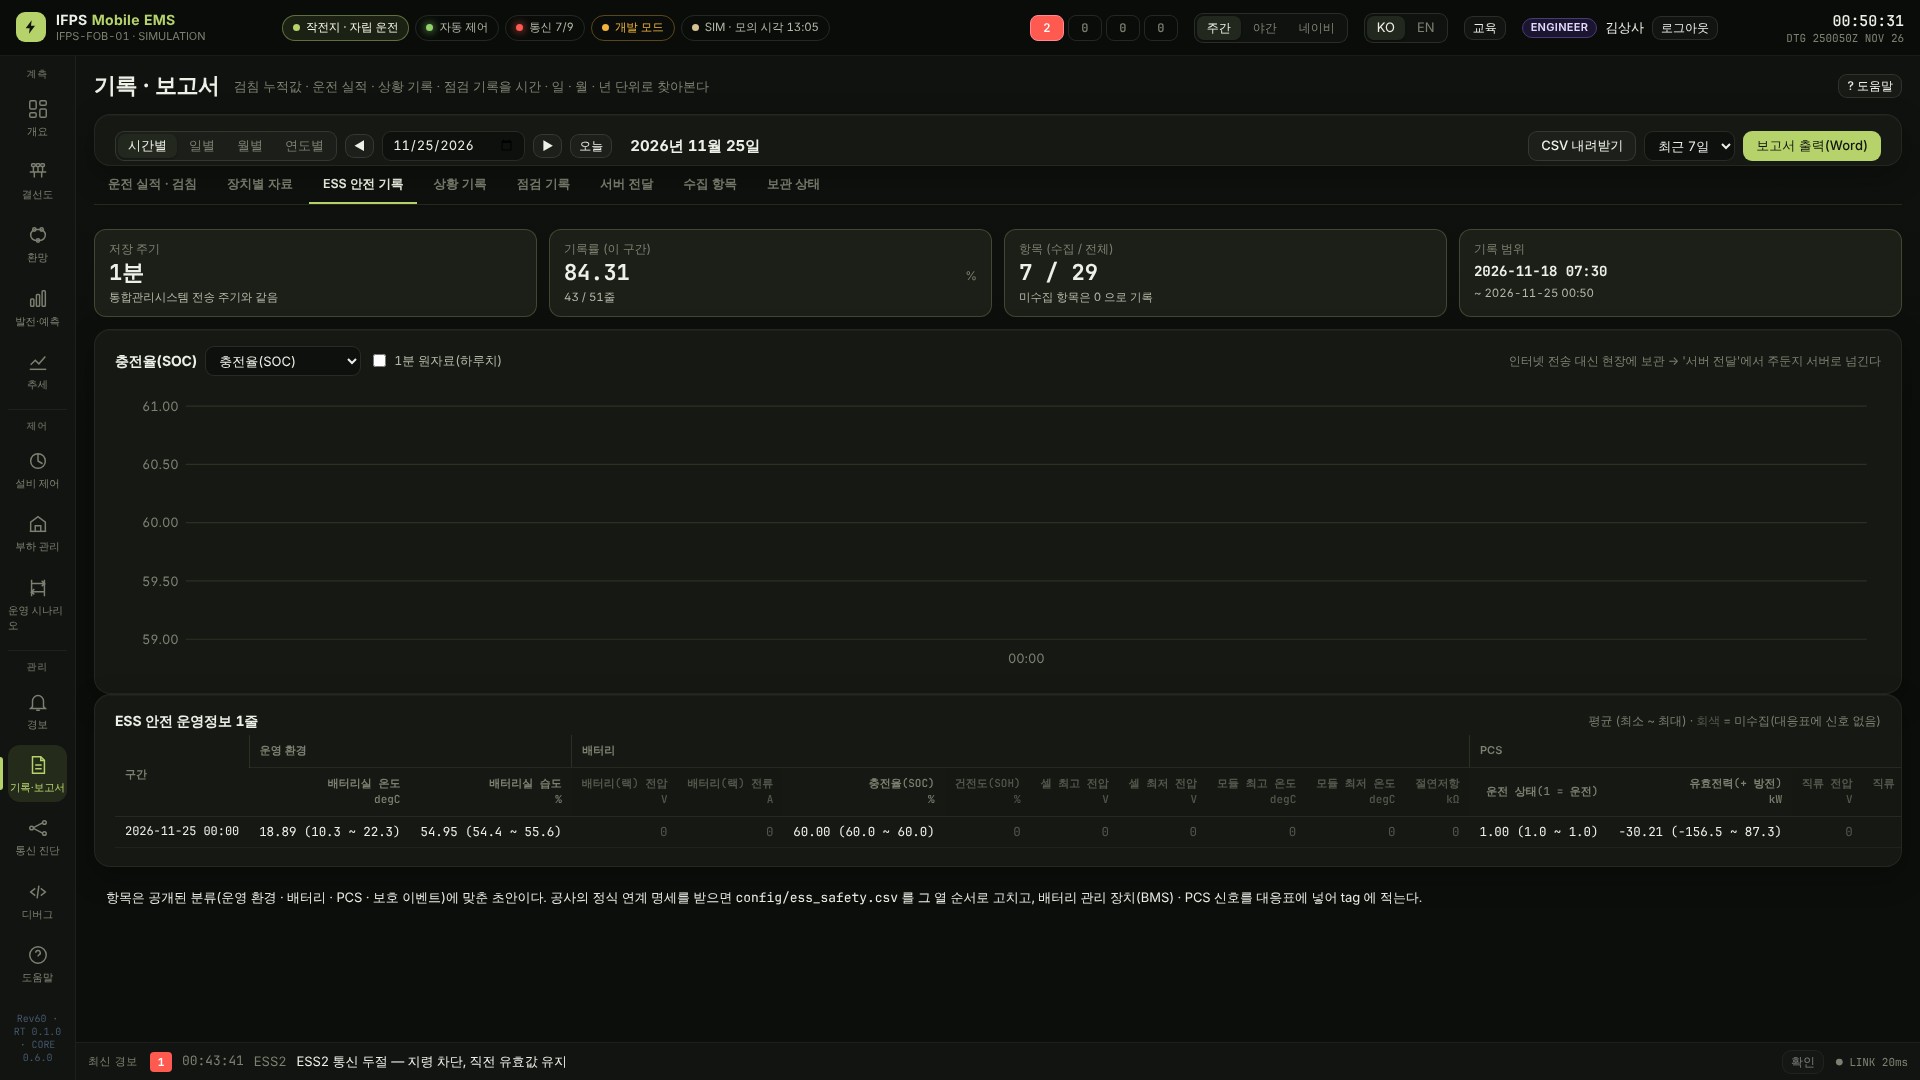 IFPS Mobile EMS
IFPS-FOB-01 · SIMULATION
작전지 · 자립 운전
자동 제어
통신 7/9
개발 모드
SIM · 모의 시각 13:05
2 0 0 0
주간 야간 네이비
KO EN
교육
ENGINEER 김상사 로그아웃
00:50:31
DTG 250050Z NOV 26
계측
개요
결선도
환망
발전·예측
추세
제어
설비 제어
부하 관리
운영 시나리
오
관리
경보
기록·보고서
통신 진단
디버그
도움말
Rev60 ·
RT 0.1.0
· CORE
0.6.0
기록 · 보고서
검침 누적값 · 운전 실적 · 상황 기록 · 점검 기록을 시간 · 일 · 월 · 년 단위로 찾아본다
? 도움말
시간별 일별 월별 연도별
◀ 11/25/2026 ▶ 오늘 2026년 11월 25일
CSV 내려받기 최근 7일 보고서 출력(Word)
운전 실적 · 검침 장치별 자료 ESS 안전 기록 상황 기록 점검 기록 서버 전달 수집 항목 보관 상태
저장 주기
1분
통합관리시스템 전송 주기와 같음
기록률 (이 구간)
84.31 %
43 / 51줄
항목 (수집 / 전체)
7 / 29
미수집 항목은 0 으로 기록
기록 범위
2026-11-18 07:30
~ 2026-11-25 00:50
충전율(SOC) 충전율(SOC) 1분 원자료(하루치)
인터넷 전송 대신 현장에 보관 → '서버 전달'에서 주둔지 서버로 넘긴다
61.00
60.50
60.00
59.50
59.00
00:00
ESS 안전 운영정보 1줄
평균 (최소 ~ 최대) · 회색 = 미수집(대응표에 신호 없음)
구간 운영 환경 배터리 PCS
배터리실 온도 degC
배터리실 습도 %
배터리(랙) 전압 V
배터리(랙) 전류 A
충전율(SOC) %
건전도(SOH) %
셀 최고 전압 V
셀 최저 전압 V
모듈 최고 온도 degC
모듈 최저 온도 degC
절연저항 kΩ
운전 상태(1 = 운전)
유효전력(+ 방전) kW
직류 전압 V
직류
2026-11-25 00:00 18.89 (10.3 ~ 22.3) 54.95 (54.4 ~ 55.6) 0 0 60.00 (60.0 ~ 60.0) 0 0 0 0 0 0 1.00 (1.0 ~ 1.0) -30.21 (-156.5 ~ 87.3) 0
항목은 공개된 분류(운영 환경 · 배터리 · PCS · 보호 이벤트)에 맞춘 초안이다. 공사의 정식 연계 명세를 받으면 config/ess_safety.csv 를 그 열 순서로 고치고, 배터리 관리 장치(BMS) · PCS 신호를 대응표에 넣어 tag 에 적는다.
최신 경보 1 00:43:41 ESS2 ESS2 통신 두절 — 지령 차단, 직전 유효값 유지
확인
LINK 20ms